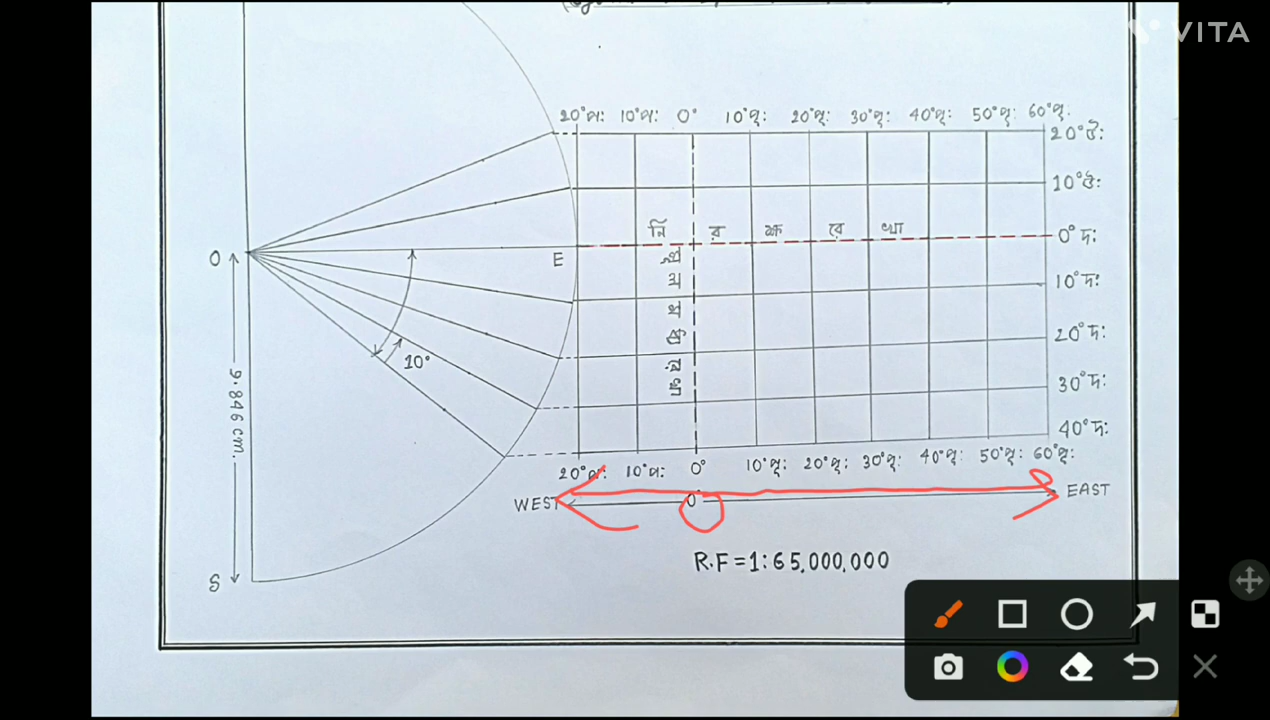 VITA
20°প: 10°প: 0° 10°পূ: 20°পূ: 30°পূ: 40°পূ: 50°পূ: 60°পূ:
20°উ:
10°উ:
নি র ক্ষ রে খা
O E 0° দ:
10° দ:
20° দ:
10°
30° দ:
9.846 cm.
40° দ:
20°প: 10°প: 0° 10°পূ: 20°পূ: 30°পূ: 40°পূ: 50°পূ: 60°পূ:
WEST 0° EAST
R.F = 1:65,000,000
S